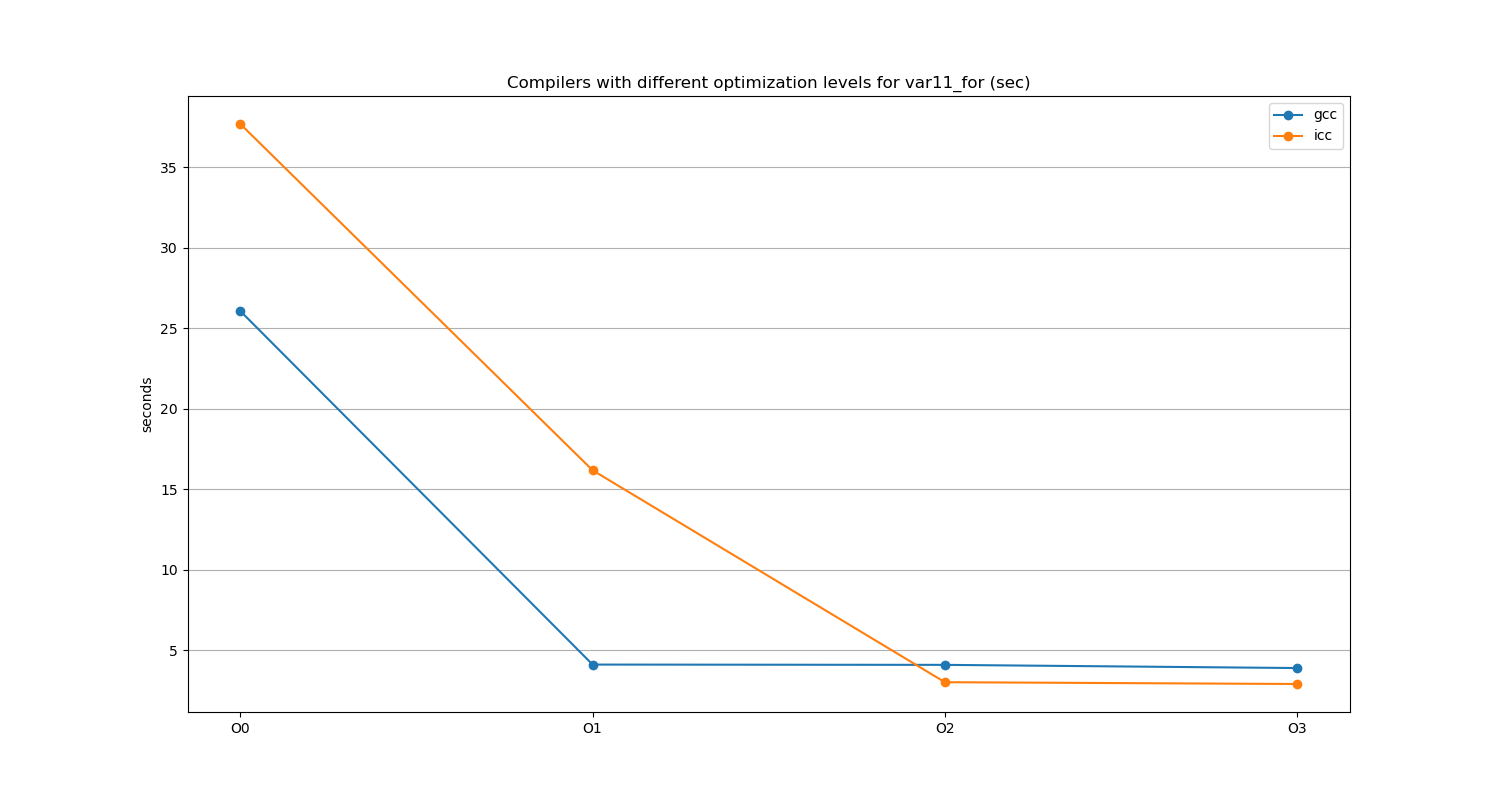 Compilers with different optimization levels for var11_for (sec)
gcc
icc
35
30
25
20
15
10
5
seconds
O0 O1 O2 O3